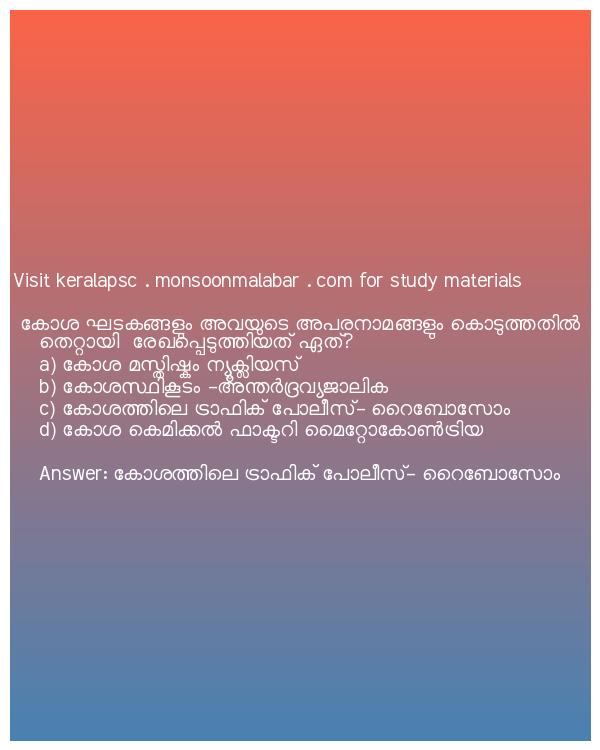 Visit keralapsc . monsoonmalabar . com for study materials
കോശ ഘടകങ്ങളും അവയുടെ അപരനാമങ്ങളും കൊടുത്തതിൽ
തെറ്റായി രേഖപ്പെടുത്തിയത് ഏത്?
a) കോശ മസ്തിഷ്കം ന്യൂക്ലിയസ്
b) കോശസ്ഥികൂടം -അന്തർദ്രവ്യജാലിക
c) കോശത്തിലെ ട്രാഫിക് പോലീസ്- റൈബോസോം
d) കോശ കെമിക്കൽ ഫാക്ടറി മൈറ്റോകോൺട്രിയ
Answer: കോശത്തിലെ ട്രാഫിക് പോലീസ്- റൈബോസോം